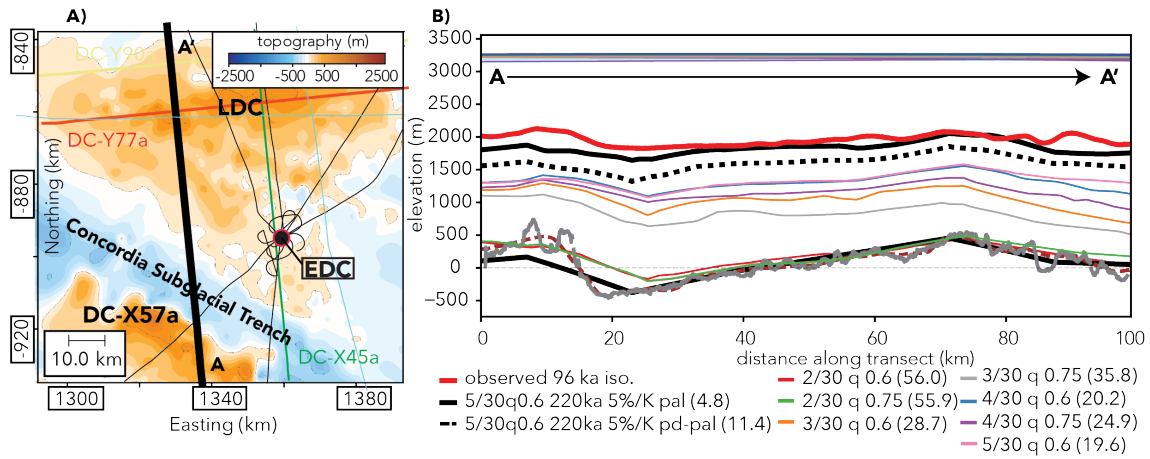 A)
B)
-840
-880
-920
Northing (km)
DC-Y90
A'
topography (m)
-2500 -500 500 2500
LDC
DC-Y77a
Concordia Subglacial Trench
EDC
DC-X57a
10.0 km
A
DC-X45a
1300 1340 1380
Easting (km)
elevation (m)
3500
3000
2500
2000
1500
1000
500
0
−500
A A'
0 20 40 60 80 100
distance along transect (km)
observed 96 ka iso.
5/30q0.6 220ka 5%/K pal (4.8)
5/30q0.6 220ka 5%/K pd-pal (11.4)
2/30 q 0.6 (56.0)
2/30 q 0.75 (55.9)
3/30 q 0.6 (28.7)
3/30 q 0.75 (35.8)
4/30 q 0.6 (20.2)
4/30 q 0.75 (24.9)
5/30 q 0.6 (19.6)